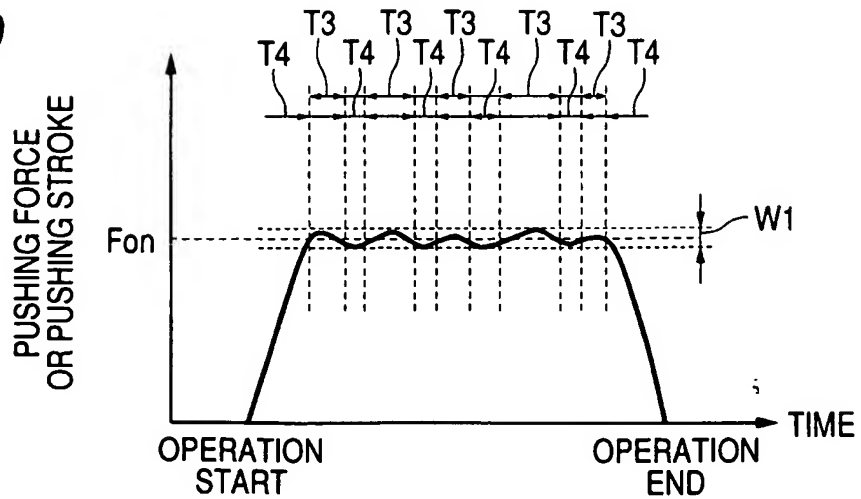 T3 T3 T3 T3 T3
T4 T4 T4 T4 T4 T4
PUSHING FORCE
OR PUSHING STROKE
Fon
W1
TIME
OPERATION
START
OPERATION
END